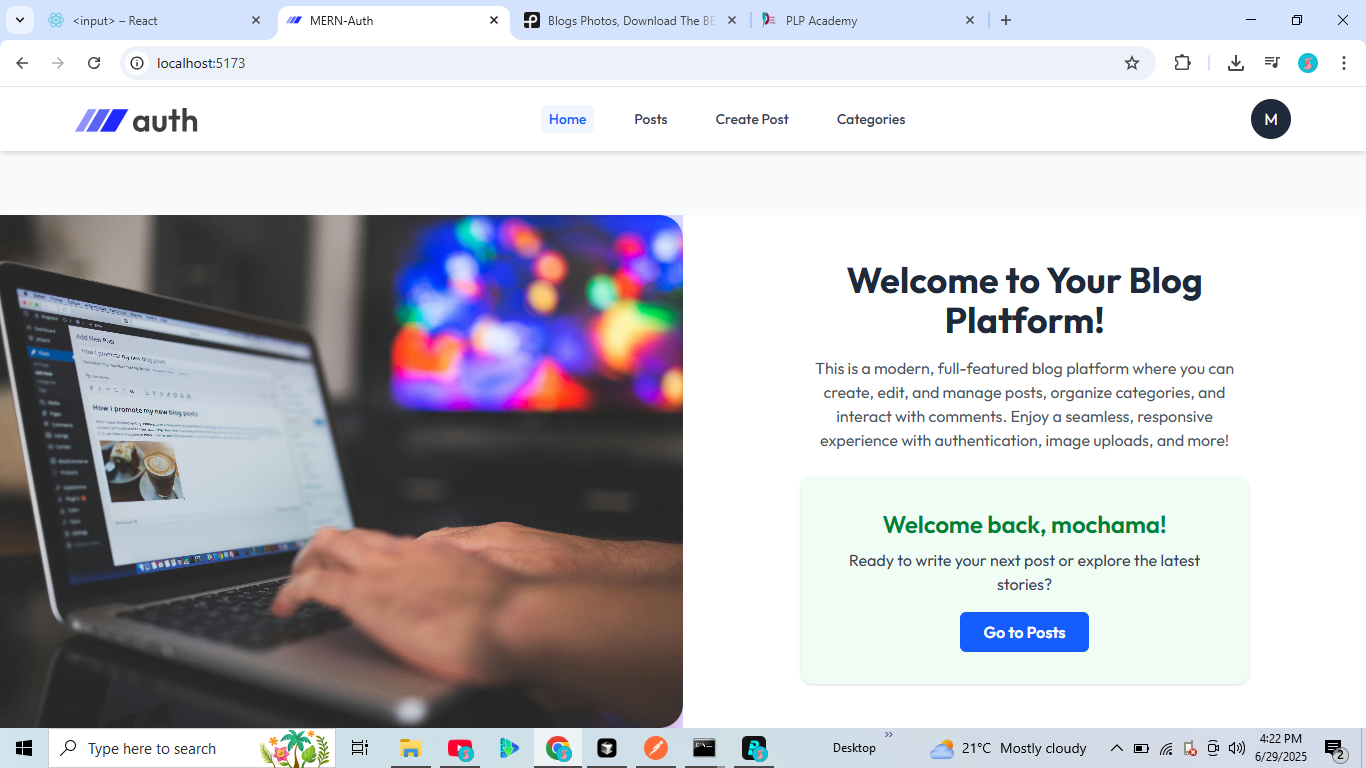 <input> – React
MERN-Auth
Blogs Photos, Download The BE
PLP Academy
localhost:5173
auth
Home
Posts
Create Post
Categories
M
Add New Post
How I promote my new blog posts
How I promote my new blog posts
Welcome to Your Blog
Platform!
This is a modern, full-featured blog platform where you can
create, edit, and manage posts, organize categories, and
interact with comments. Enjoy a seamless, responsive
experience with authentication, image uploads, and more!
Welcome back, mochama!
Ready to write your next post or explore the latest
stories?
Go to Posts
Type here to search
Desktop
21°C Mostly cloudy
4:22 PM
6/29/2025
2